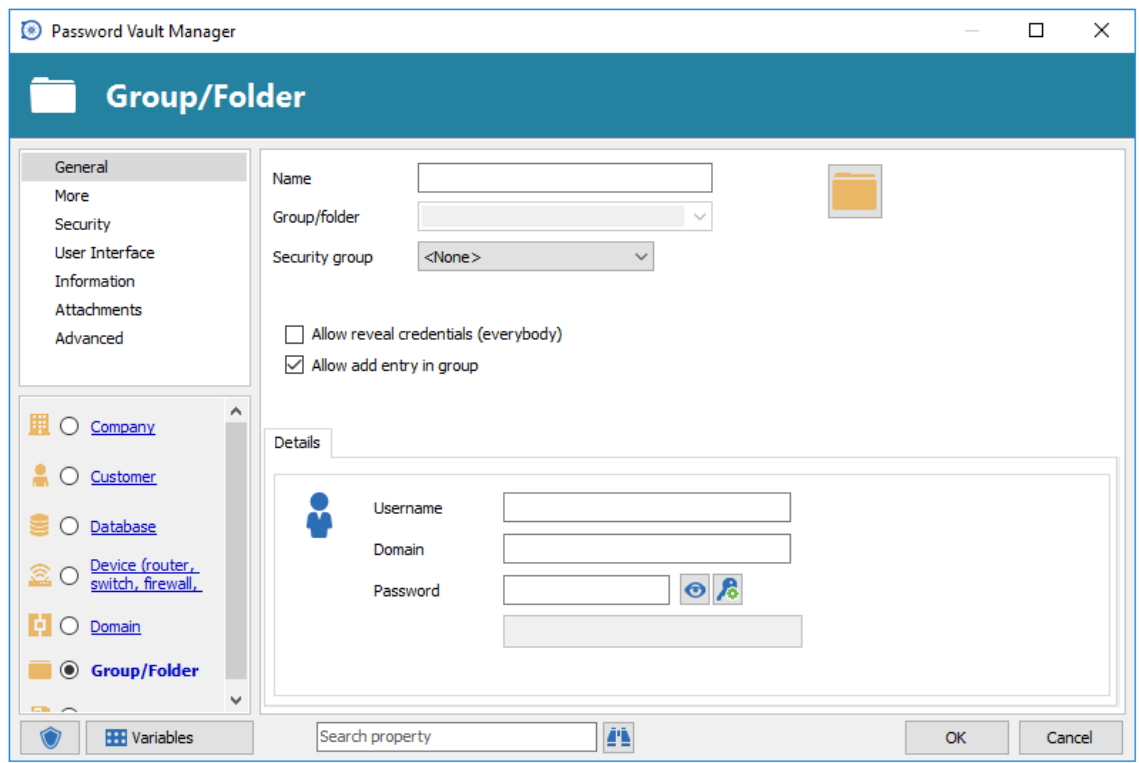 Password Vault Manager
Group/Folder
General
More
Security
User Interface
Information
Attachments
Advanced
Company
Customer
Database
Device (router,
switch, firewall,
Domain
Group/Folder
Variables
Name
Group/folder
Security group
<None>
Allow reveal credentials (everybody)
Allow add entry in group
Details
Username
Domain
Password
Search property
OK
Cancel